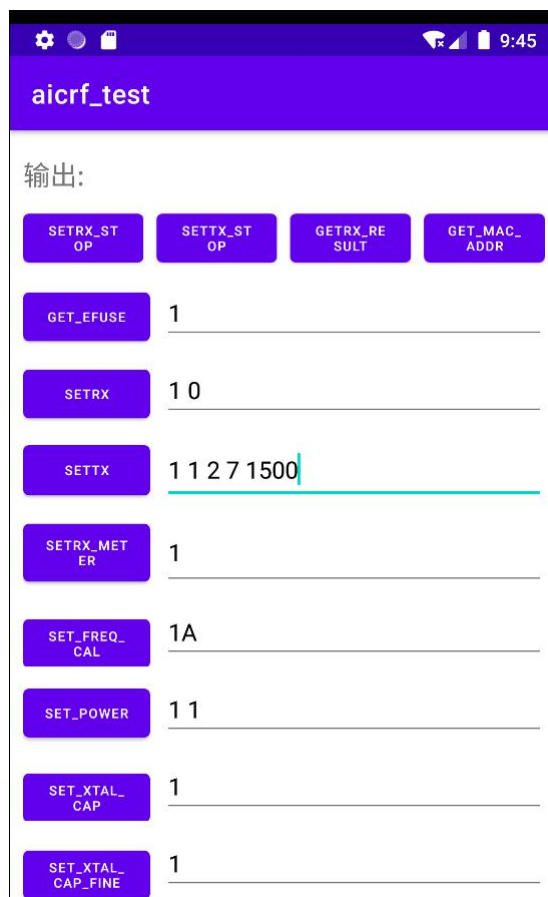 9:45
aicrf_test
输出:
SETRX_ST
OP
SETTX_ST
OP
GETRX_RE
SULT
GET_MAC_
ADDR
GET_EFUSE
1
SETRX
1 0
SETTX
1 1 2 7 1500
SETRX_MET
ER
1
SET_FREQ_
CAL
1A
SET_POWER
1 1
SET_XTAL_
CAP
1
SET_XTAL_
CAP_FINE
1